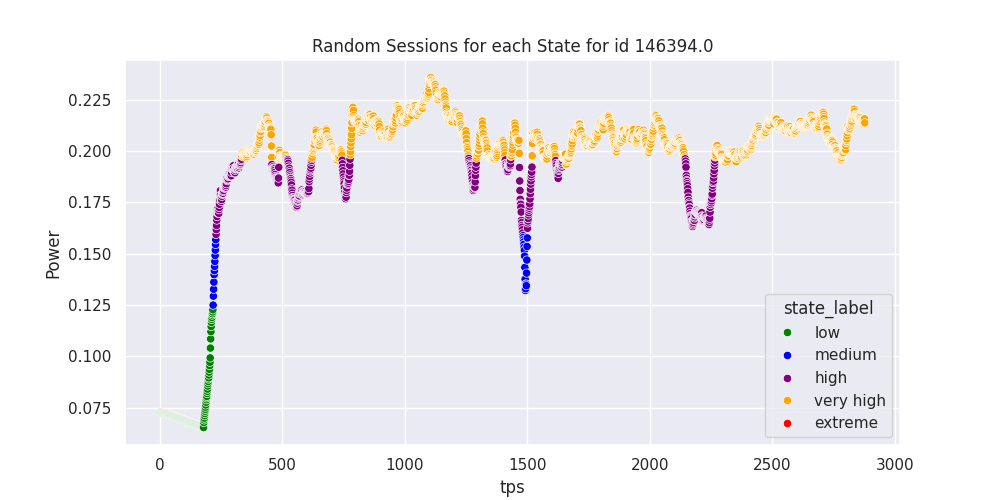 Random Sessions for each State for id 146394.0
Power
0.225
0.200
0.175
0.150
0.125
0.100
0.075
state_label
low
medium
high
very high
extreme
0
500
1000
1500
2000
2500
3000
tps